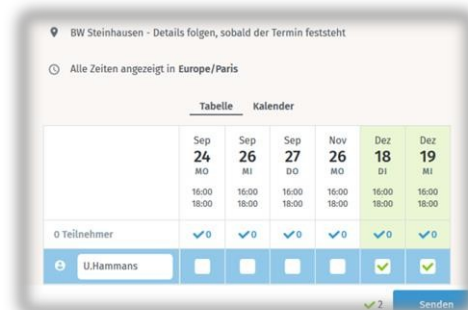 BW Steinhausen - Details folgen, sobald der Termin feststeht
Alle Zeiten angezeigt in Europe/Paris
Tabelle Kalender
Sep Sep Sep Nov Dez Dez
24 26 27 26 18 19
MO MI DO MO DI MI
16:00 16:00 16:00 16:00 16:00 16:00
18:00 18:00 18:00 18:00 18:00 18:00
0 Teilnehmer 0 0 0 0 0 0
U.Hammans
2 Senden